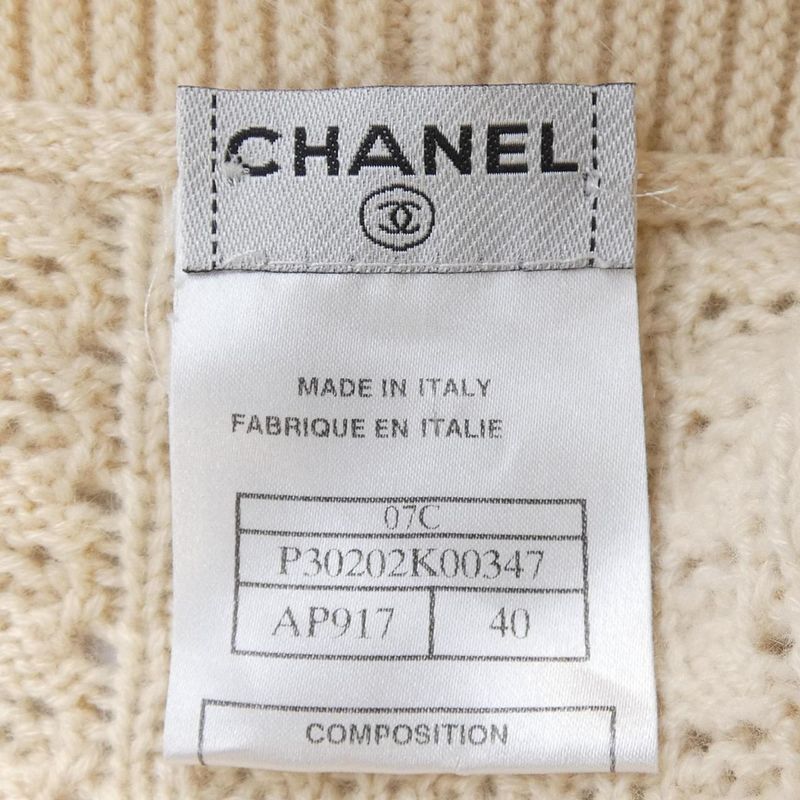 CHANEL
MADE IN ITALY
FABRIQUE EN ITALIE
07C
P30202K00347
AP917 40
COMPOSITION